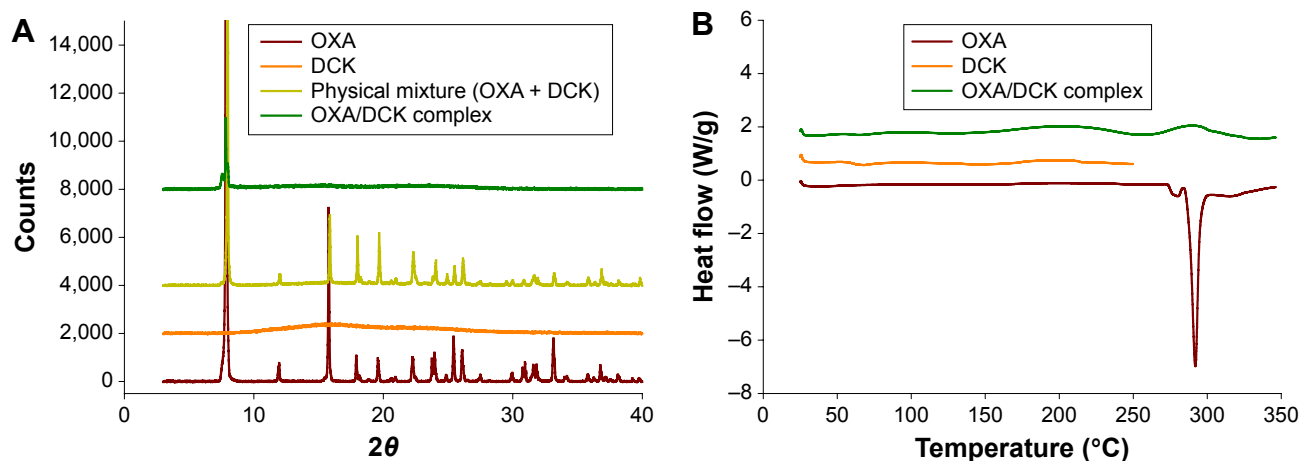 A
OXA
DCK
Physical mixture (OXA + DCK)
OXA/DCK complex
14,000
12,000
10,000
8,000
6,000
4,000
2,000
0
Counts
0 10 20 30 40
2θ
B
OXA
DCK
OXA/DCK complex
6
4
2
0
–2
–4
–6
–8
Heat flow (W/g)
0 50 100 150 200 250 300 350
Temperature (°C)